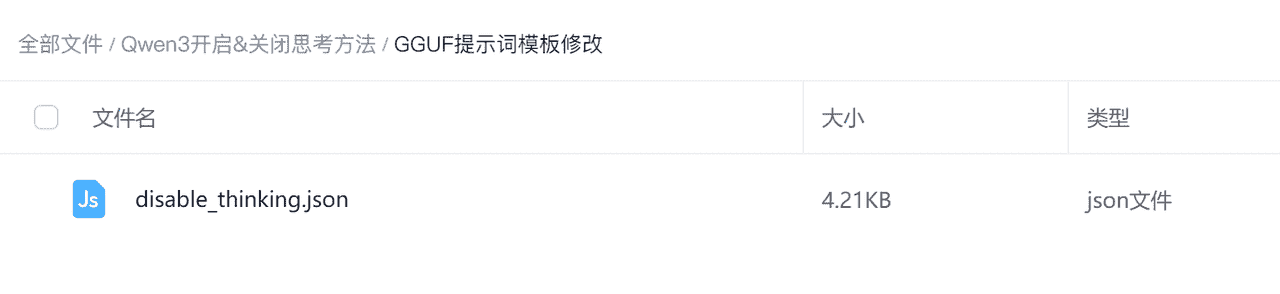 全部文件 / Qwen3开启&关闭思考方法 / GGUF提示词模板修改
文件名 大小 类型
Js disable_thinking.json 4.21KB json文件